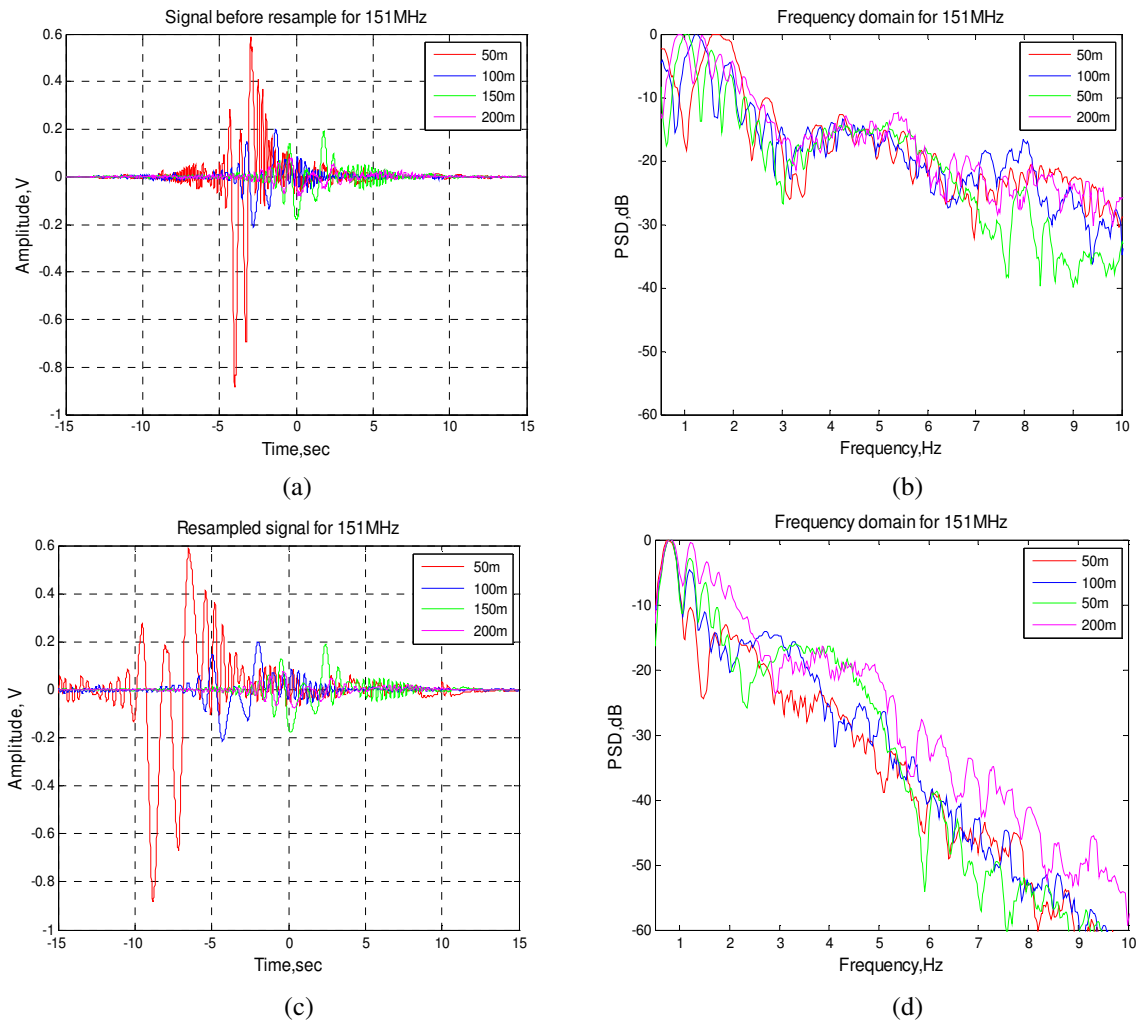 Signal before resample for 151MHz
0.6
0.4
0.2
0
-0.2
-0.4
-0.6
-0.8
-1
Amplitude,V
50m
100m
150m
200m
-15 -10 -5 0 5 10 15
Time,sec
(a)
Frequency domain for 151MHz
0
-10
-20
-30
-40
-50
-60
PSD,dB
50m
100m
50m
200m
1 2 3 4 5 6 7 8 9 10
Frequency,Hz
(b)
Resampled signal for 151MHz
0.6
0.4
0.2
0
-0.2
-0.4
-0.6
-0.8
-1
Amplitude, V
50m
100m
150m
200m
-15 -10 -5 0 5 10 15
Time,sec
(c)
Frequency domain for 151MHz
0
-10
-20
-30
-40
-50
-60
PSD,dB
50m
100m
50m
200m
1 2 3 4 5 6 7 8 9 10
Frequency,Hz
(d)